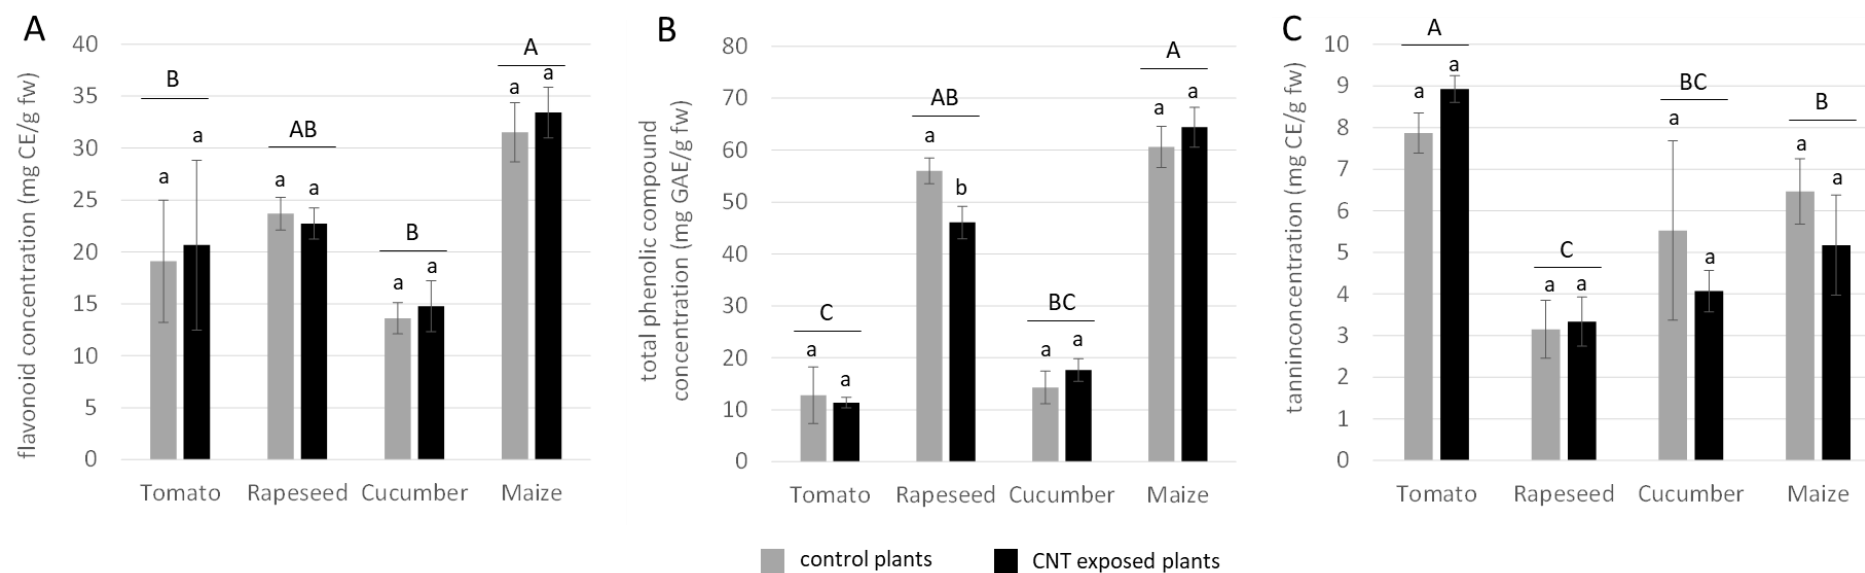 A
flavonoid concentration (mg CE/g fw)
40
35
30
25
20
15
10
5
0
B
AB
B
A
a
a
a
a
a
a
a
a
Tomato
Rapeseed
Cucumber
Maize
B
total phenolic compound
concentration (mg GAE/g fw)
80
70
60
50
40
30
20
10
0
C
AB
BC
A
a
a
a
b
a
a
a
a
Tomato
Rapeseed
Cucumber
Maize
C
tanninconcentration (mg CE/g fw)
10
9
8
7
6
5
4
3
2
1
0
A
C
BC
B
a
a
a
a
a
a
a
a
Tomato
Rapeseed
Cucumber
Maize
control plants
CNT exposed plants